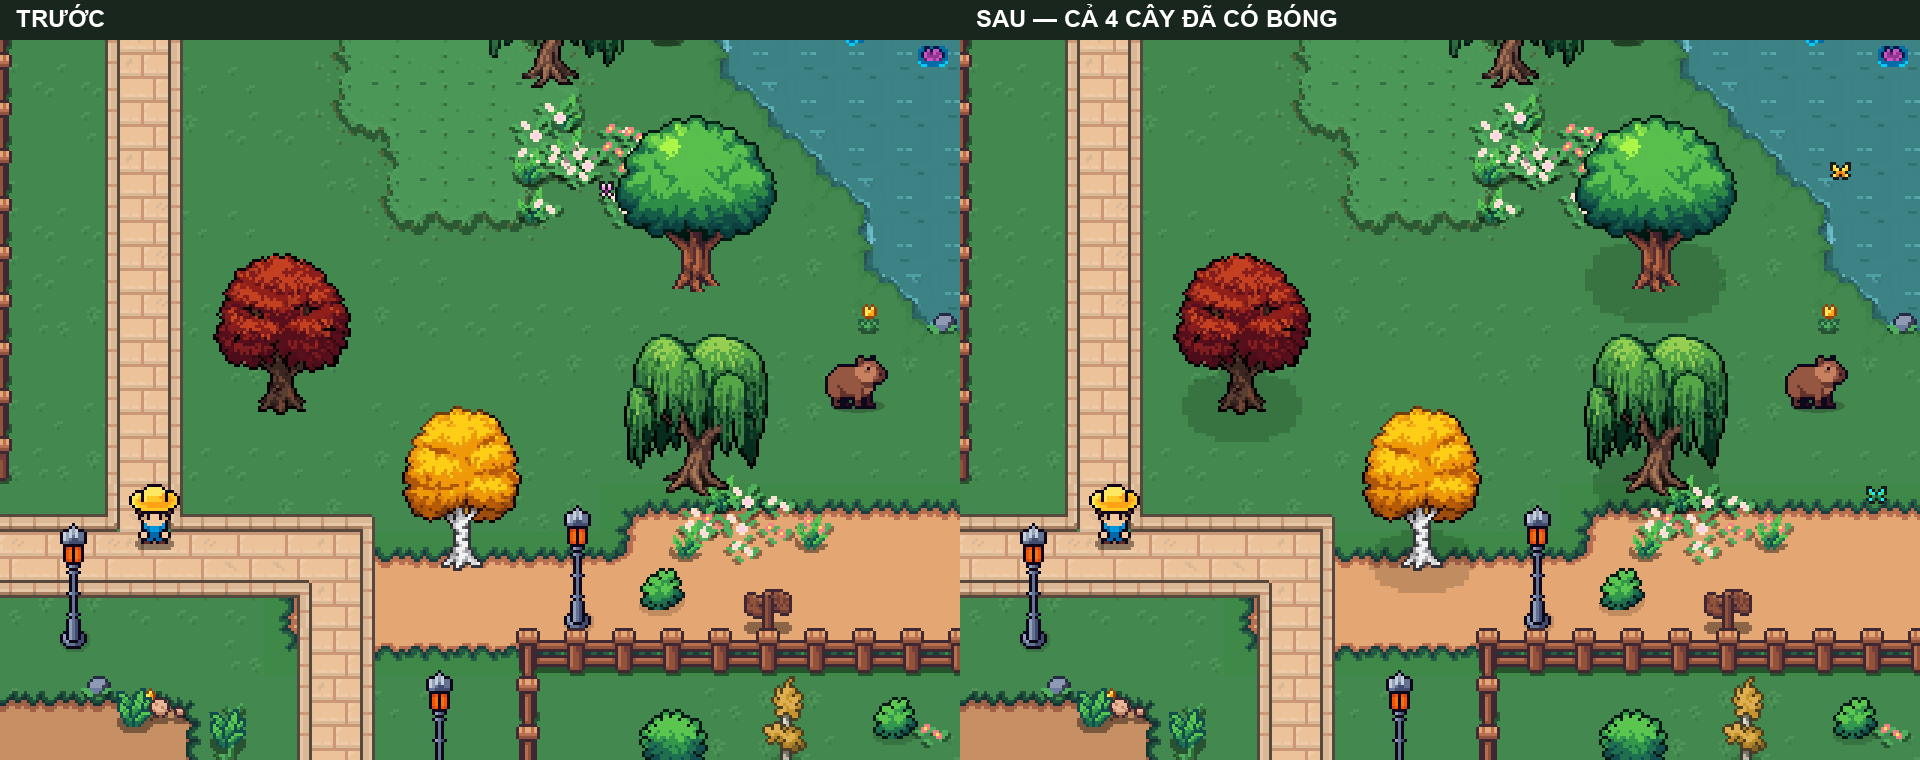 TRƯỚC
SAU — CẢ 4 CÂY ĐÃ CÓ BÓNG